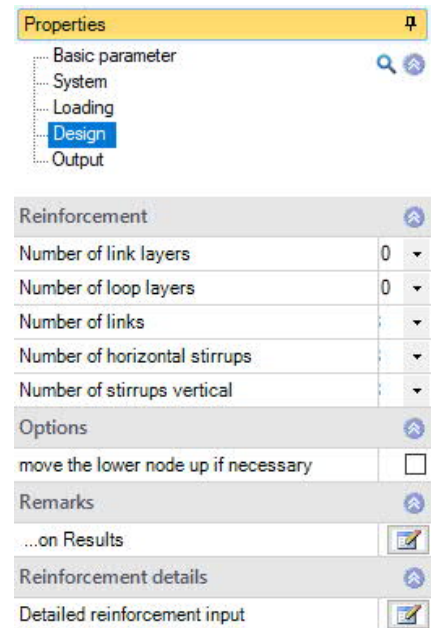 Properties
Basic parameter
System
Loading
Design
Output
Reinforcement
Number of link layers 0
Number of loop layers 0
Number of links
Number of horizontal stirrups
Number of stirrups vertical
Options
move the lower node up if necessary
Remarks
...on Results
Reinforcement details
Detailed reinforcement input